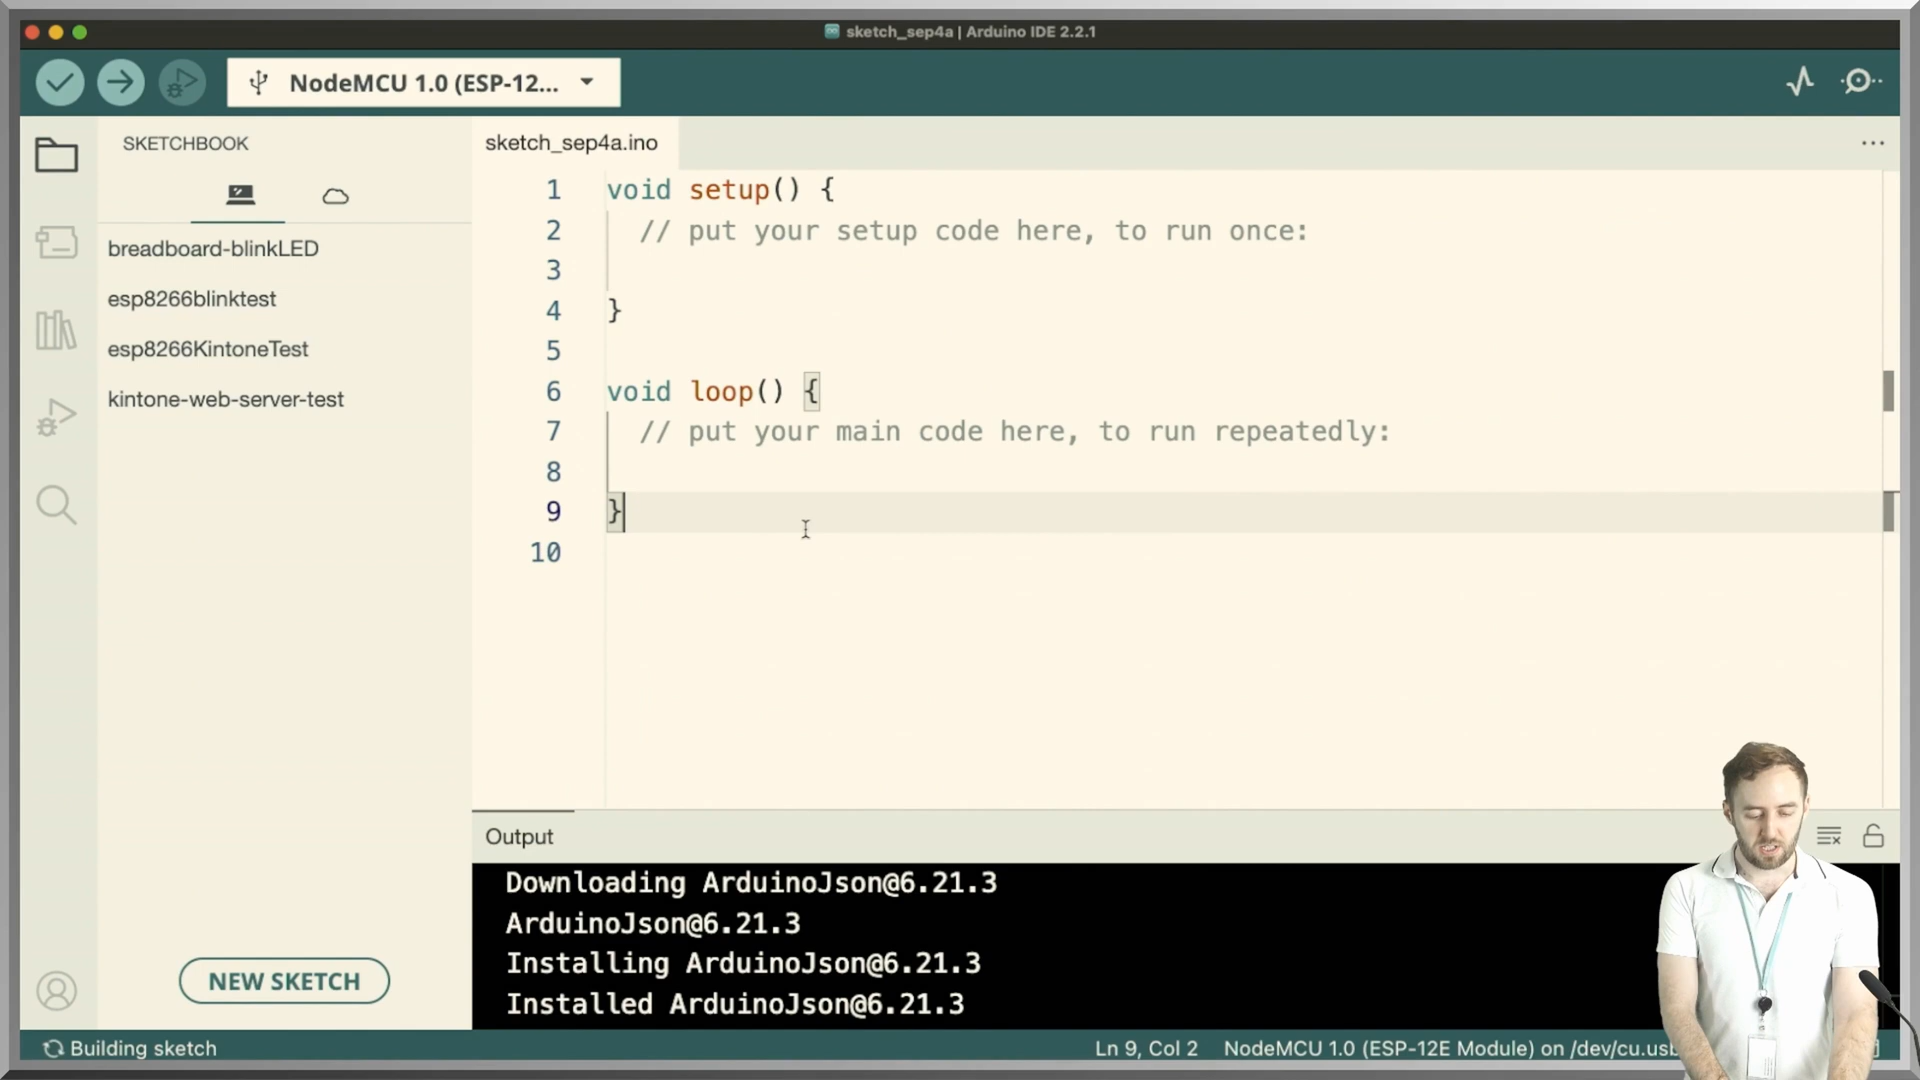 sketch_sep4a | Arduino IDE 2.2.1
NodeMCU 1.0 (ESP-12...
SKETCHBOOK
breadboard-blinkLED
esp8266blinktest
esp8266KintoneTest
kintone-web-server-test
NEW SKETCH
sketch_sep4a.ino
1 void setup() {
2 // put your setup code here, to run once:
3
4 }
5
6 void loop() {
7 // put your main code here, to run repeatedly:
8
9 }
10
Output
Downloading ArduinoJson@6.21.3
ArduinoJson@6.21.3
Installing ArduinoJson@6.21.3
Installed ArduinoJson@6.21.3
Building sketch
Ln 9, Col 2
NodeMCU 1.0 (ESP-12E Module) on /dev/cu.usb